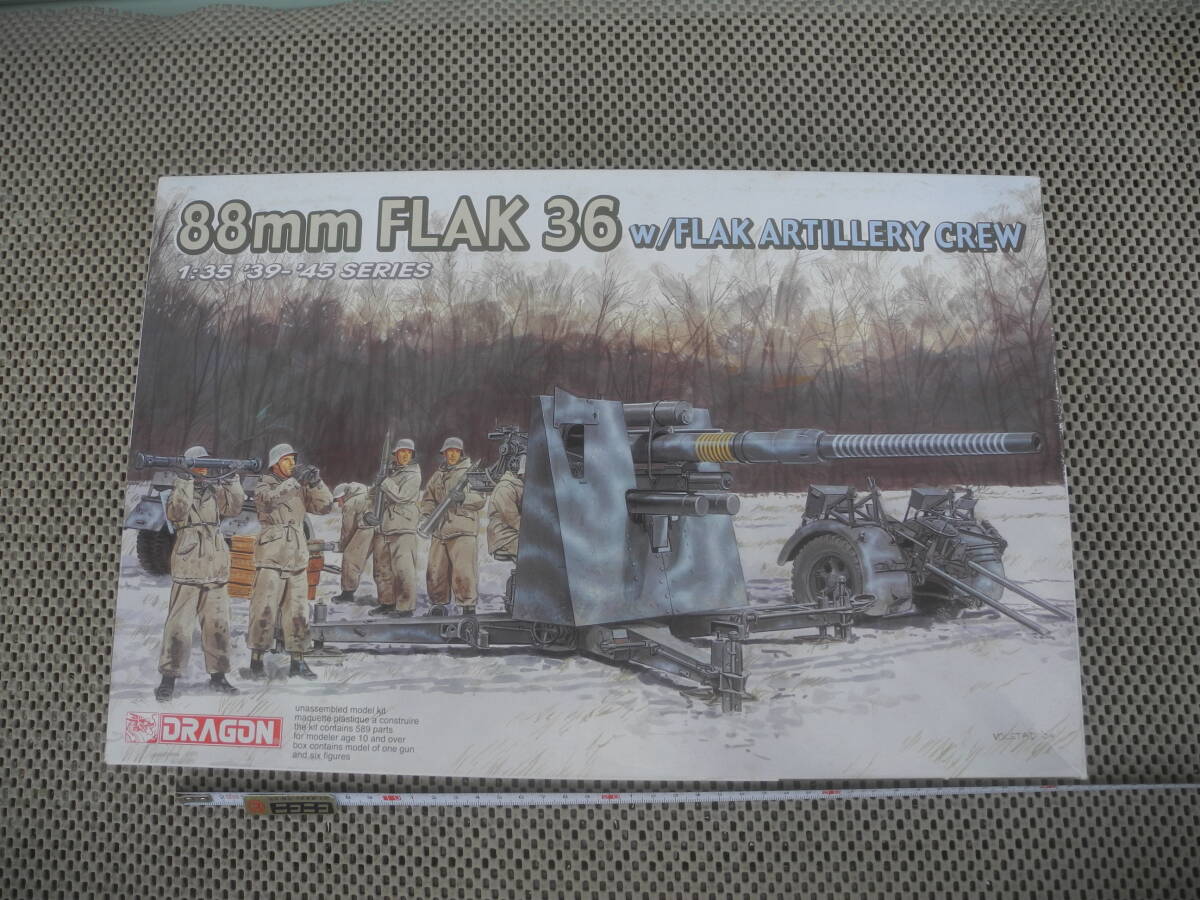 88mm FLAK 36 w/FLAK ARTILLERY CREW
1:35 '39-'45 SERIES
DRAGON
unassembled model kit
maquette plastique à construire
the kit contains 589 parts
for modeler age 10 and over
box contains model of one gun
and six figures